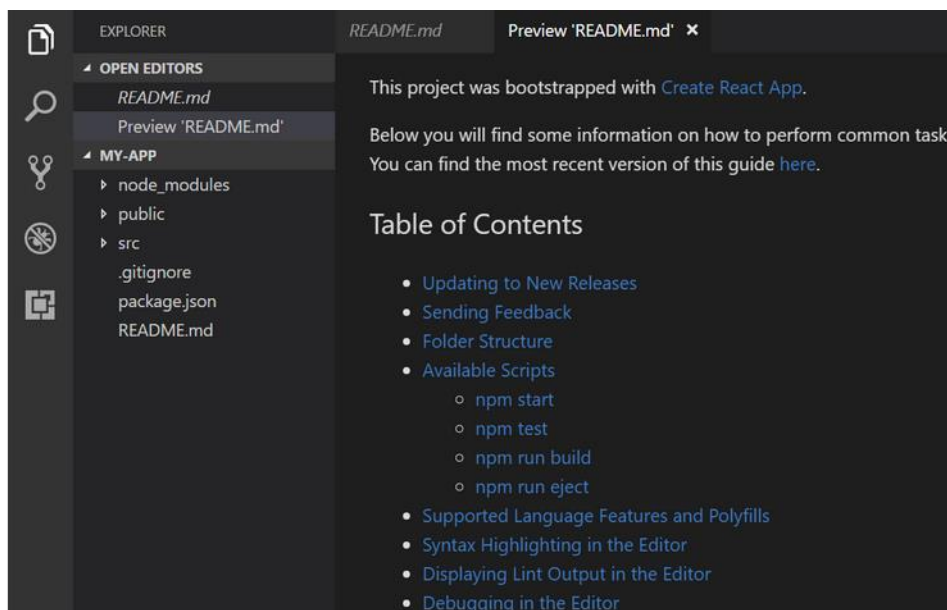 EXPLORER
OPEN EDITORS
README.md
Preview 'README.md'
MY-APP
node_modules
public
src
.gitignore
package.json
README.md
README.md
Preview 'README.md' ×
This project was bootstrapped with Create React App.
Below you will find some information on how to perform common task
You can find the most recent version of this guide here.
Table of Contents
• Updating to New Releases
• Sending Feedback
• Folder Structure
• Available Scripts
○ npm start
○ npm test
○ npm run build
○ npm run eject
• Supported Language Features and Polyfills
• Syntax Highlighting in the Editor
• Displaying Lint Output in the Editor
• Debugging in the Editor